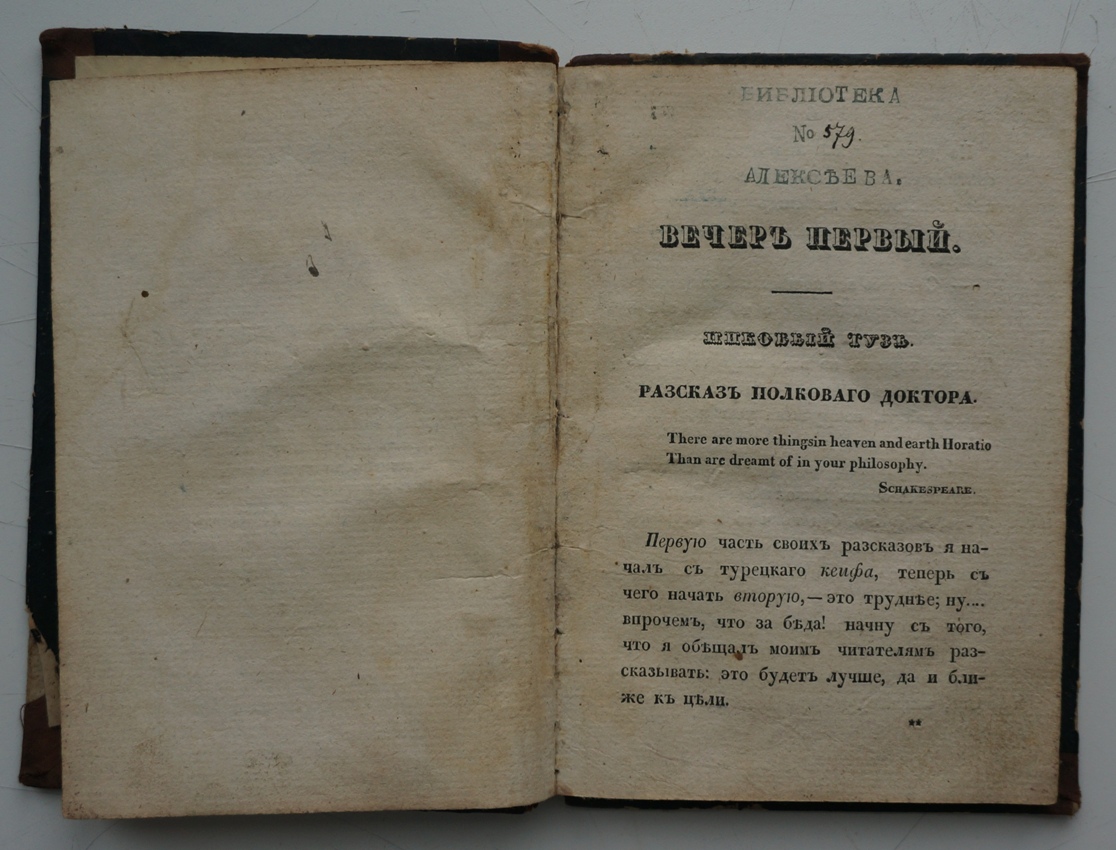 БИБЛІОТЕКА
№ 579.
АЛЕКСѢЕВА.
ВЕЧЕРЪ ПЕРВЫЙ.
ПИКОВЫЙ ТУЗЪ.
РАЗСКАЗЪ ПОЛКОВАГО ДОКТОРА.
There are more thingsin heaven and earth Horatio
Than are dreamt of in your philosophy.
SCHAKESPEARE.
Первую часть своихъ разсказовъ я на-
чалъ съ турецкаго кеифа, теперь съ
чего начать вторую,—это труднѣе; ну....
впрочемъ, что за бѣда! начну съ того,
что я обѣщалъ моимъ читателямъ раз-
сказывать: это будетъ лучше, да и бли-
же къ цѣли.
**